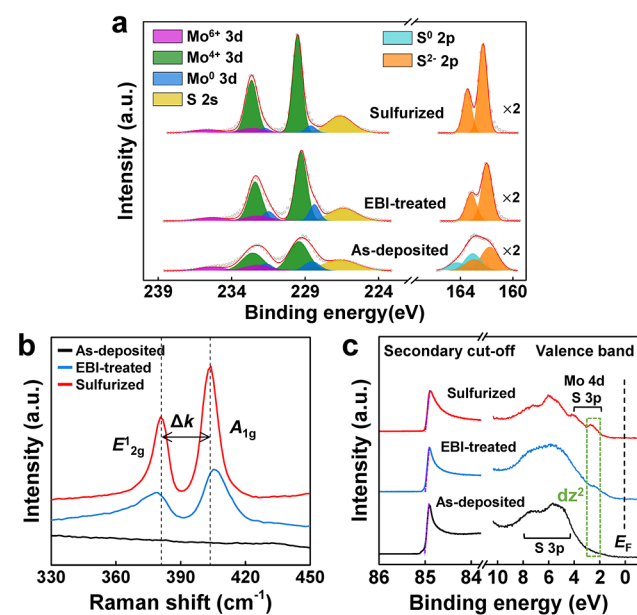 a
Mo⁶⁺ 3d
Mo⁴⁺ 3d
Mo⁰ 3d
S 2s
S⁰ 2p
S²⁻ 2p
Sulfurized
×2
EBI-treated
×2
As-deposited
×2
Intensity (a.u.)
239 234 229 224 164 160
Binding energy(eV)
b
As-deposited
EBI-treated
Sulfurized
Δk
E¹₂g
A₁g
Intensity (a.u.)
330 360 390 420 450
Raman shift (cm⁻¹)
c
Secondary cut-off
Valence band
Sulfurized
Mo 4d
S 3p
EBI-treated
As-deposited
dz²
S 3p
E_F
Intensity (a.u.)
86 85 84 10 8 6 4 2 0
Binding energy (eV)